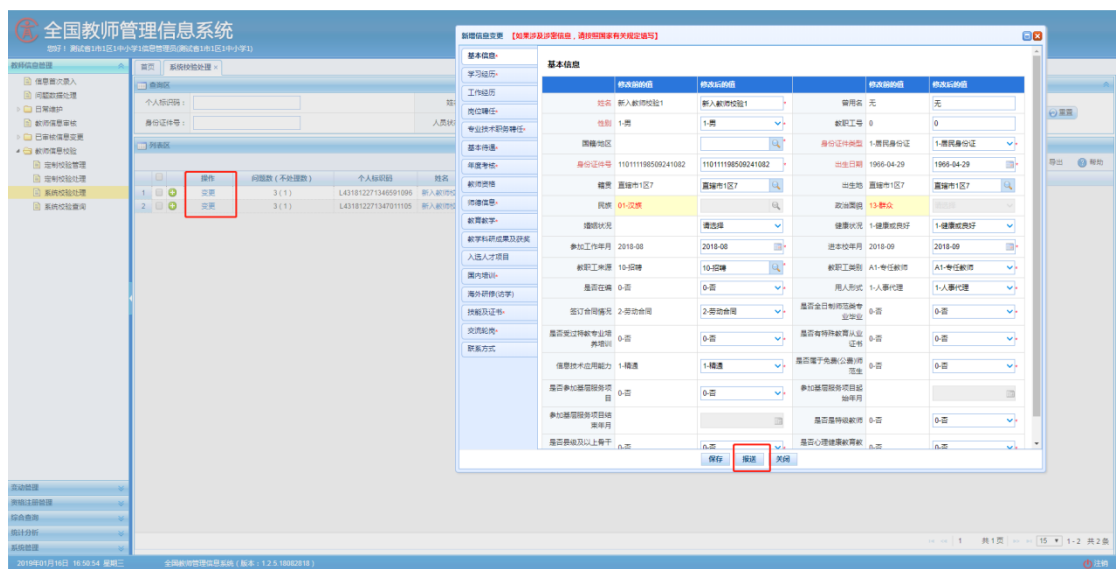 全国教师管理信息系统
您好！ 测试省1市1区1中小学1信息管理员(测试省1市1区1中小学1)
教师信息管理
信息首次录入
问题数据处理
日常维护
教师信息审核
已审核信息变更
教师信息校验
定制校验管理
定制校验处理
系统校验处理
系统校验查询
变动管理
资格注册管理
综合查询
统计分析
系统管理
首页 系统校验处理 ×
查询区
个人标识码：
身份证件号：
人员状
重置
列表区
导出 帮助
操作 问题数 ( 不处理数 ) 个人标识码 姓名
1 变更 3 ( 1 ) L431812271346591086 新入教师校
2 变更 3 ( 1 ) L431812271347011105 新入教师校
新增信息变更 【如果涉及涉密信息，请按照国家有关规定填写】
基本信息*
学习经历*
工作经历
岗位聘任*
专业技术职务聘任*
基本待遇*
年度考核*
教师资格
师德信息*
教育教学*
教学科研成果及获奖
入选人才项目
国内培训*
海外研修(访学)
技能及证书*
交流轮岗*
联系方式
基本信息
修改前的值 修改后的值 修改前的值 修改后的值
姓名 新入教师校验1 新入教师校验1 * 曾用名 无 无
性别 1-男 1-男 * 教职工号 0 0
国籍/地区 * 身份证件类型 1-居民身份证 1-居民身份证 *
身份证件号 110111198509241082 110111198509241082 * 出生日期 1966-04-29 1966-04-29 *
籍贯 直辖市1区7 直辖市1区7 出生地 直辖市1区7 直辖市1区7
民族 01-汉族 政治面貌 13-群众
婚姻状况 请选择 健康状况 1-健康或良好 1-健康或良好
参加工作年月 2018-08 2018-08 * 进本校年月 2018-09 2018-09 *
教职工来源 10-招聘 10-招聘 * 教职工类别 A1-专任教师 A1-专任教师 *
是否在编 0-否 0-否 * 用人形式 1-人事代理 1-人事代理 *
签订合同情况 2-劳动合同 2-劳动合同 * 是否全日制师范类专业毕业 0-否 0-否 *
是否受过特教专业培养培训 0-否 0-否 * 是否有特殊教育从业证书 0-否 0-否 *
信息技术应用能力 1-精通 1-精通 * 是否属于免费(公费)师范生 0-否 0-否 *
是否参加基层服务项目 0-否 0-否 * 参加基层服务项目起始年月
参加基层服务项目结束年月 是否是特级教师 0-否 0-否 *
是否县级及以上骨干 0-否 0-否 * 是否心理健康教育教 0-否 0-否 *
保存 报送 关闭
1 共1页 15 1-2 共2条
2019年01月16日 16:58:54 星期三 全国教师管理信息系统 ( 版本：1.2.5.18082818 ) 注销